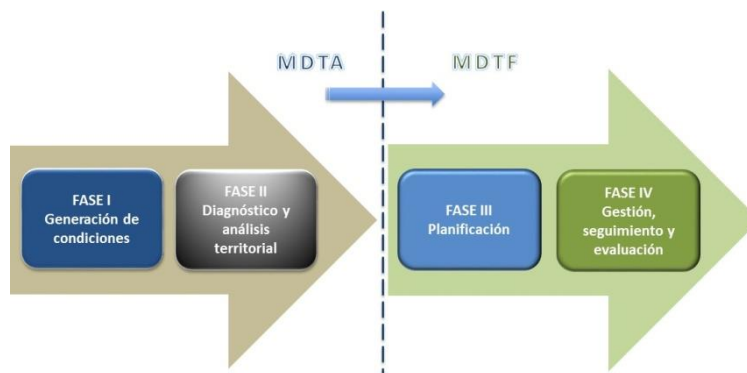 MDTA
MDTF
FASE I
Generación de
condiciones
FASE II
Diagnóstico y
análisis
territorial
FASE III
Planificación
FASE IV
Gestión,
seguimiento y
evaluación